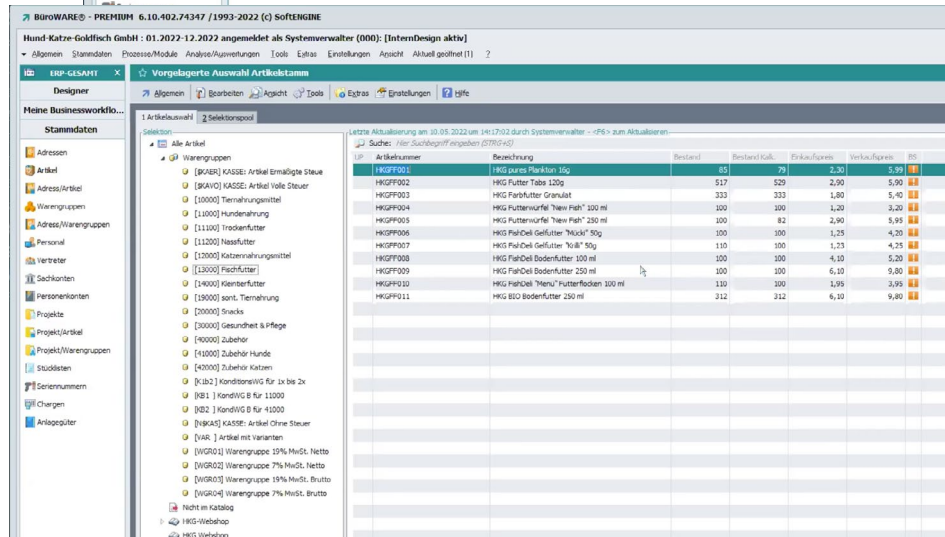 BüroWARE® - PREMIUM 6.10.402.74347 /1993-2022 (c) SoftENGINE
Hund-Katze-Goldfisch GmbH : 01.2022-12.2022 angemeldet als Systemverwalter (000): [InternDesign aktiv]
Allgemein Stammdaten Prozesse/Module Analyse/Auswertungen Tools Extras Einstellungen Ansicht Aktuell geöffnet (1) ?
ERP-GESAMT X
Vorgelagerte Auswahl Artikelstamm
Designer
Allgemein Bearbeiten Ansicht Tools Extras Einstellungen Hilfe
Meine Businessworkflo...
Stammdaten
1 Artikelauswahl 2 Selektionspool
Adressen
Artikel
Adress/Artikel
Warengruppen
Adress/Warengruppen
Personal
Vertreter
Sachkonten
Personenkonten
Projekte
Projekt/Artikel
Projekt/Warengruppen
Stücklisten
Seriennummern
Chargen
Anlagegüter
Selektion
Alle Artikel
Warengruppen
[$KAER] KASSE: Artikel Ermäßigte Steue
[$KAVO] KASSE: Artikel Volle Steuer
[10000] Tiernahrungsmittel
[11000] Hundenahrung
[11100] Trockenfutter
[11200] Nassfutter
[12000] Katzennahrungsmittel
[13000] Fischfutter
[14000] Kleintierfutter
[19000] sont. Tiernahrung
[20000] Snacks
[30000] Gesundheit & Pflege
[40000] Zubehör
[41000] Zubehör Hunde
[42000] Zubehör Katzen
[K1b2 ] KonditionsWG für 1x bis 2x
[KB1 ] KondWG B für 11000
[KB2 ] KondWG B für 41000
[N$KAS] KASSE: Artikel Ohne Steuer
[VAR ] Artikel mit Varianten
[WGR01] Warengruppe 19% MwSt. Netto
[WGR02] Warengruppe 7% MwSt. Netto
[WGR03] Warengruppe 19% MwSt. Brutto
[WGR04] Warengruppe 7% MwSt. Brutto
Nicht im Katalog
HKG-Webshop
HKG Webshop
Letzte Aktualisierung am 10.05.2022 um 14:17:02 durch Systemverwalter - <F6> zum Aktualisieren
Suche: Hier Suchbegriff eingeben (STRG+S)
UP Artikelnummer Bezeichnung Bestand Bestand Kalk. Einkaufspreis Verkaufspreis BS
HKGFF001 HKG pures Plankton 16g 85 79 2,30 5,99
HKGFF002 HKG Futter Tabs 120g 517 529 2,90 5,90
HKGFF003 HKG Farbfutter Granulat 333 333 1,80 5,40
HKGFF004 HKG Futterwürfel "New Fish" 100 ml 100 100 1,20 3,20
HKGFF005 HKG Futterwürfel "New Fish" 250 ml 100 82 2,90 5,95
HKGFF006 HKG FishDeli Gelfutter "Mücki" 50g 100 100 1,25 4,20
HKGFF007 HKG FishDeli Gelfutter "Krilli" 50g 110 100 1,23 4,25
HKGFF008 HKG FishDeli Bodenfutter 100 ml 100 100 4,10 5,20
HKGFF009 HKG FishDeli Bodenfutter 250 ml 100 100 6,10 9,80
HKGFF010 HKG FishDeli "Menü" Futterflocken 100 ml 110 100 1,95 3,95
HKGFF011 HKG BIO Bodenfutter 250 ml 312 312 6,10 9,80